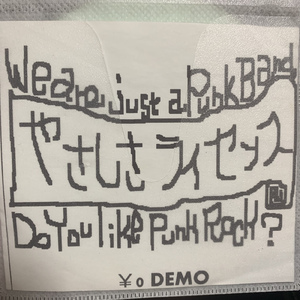 We are just a Punk Band
やさしさライセンス
Do You like Punk Rock?
¥0 DEMO